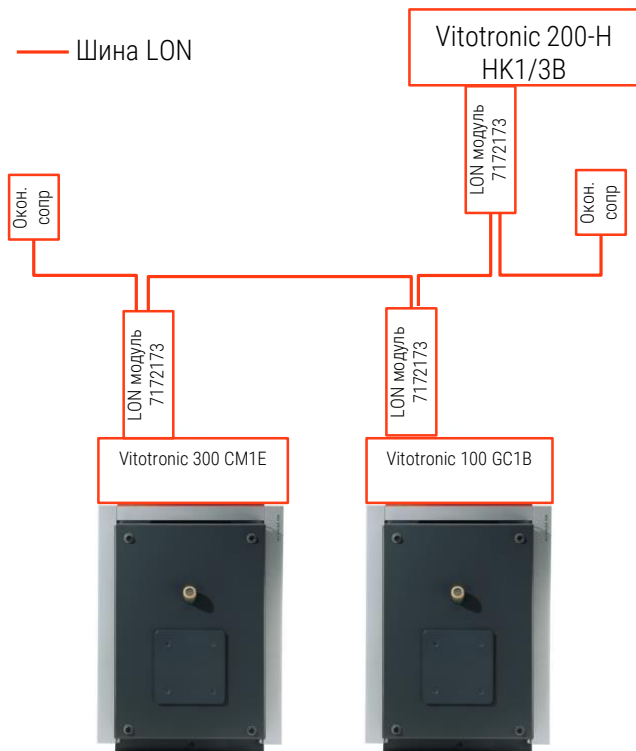 Шина LON
Vitotronic 200-H
HK1/3B
LON модуль
7172173
Окон.
сопр
Окон.
сопр
LON модуль
7172173
LON модуль
7172173
Vitotronic 300 CM1E
Vitotronic 100 GC1B